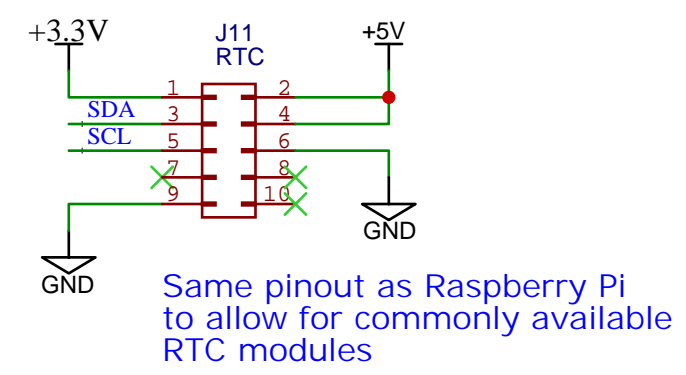 +3.3V
J11
RTC
+5V
1 2
SDA 3 4
SCL 5 6
7 8
9 10
GND
GND
Same pinout as Raspberry Pi
to allow for commonly available
RTC modules